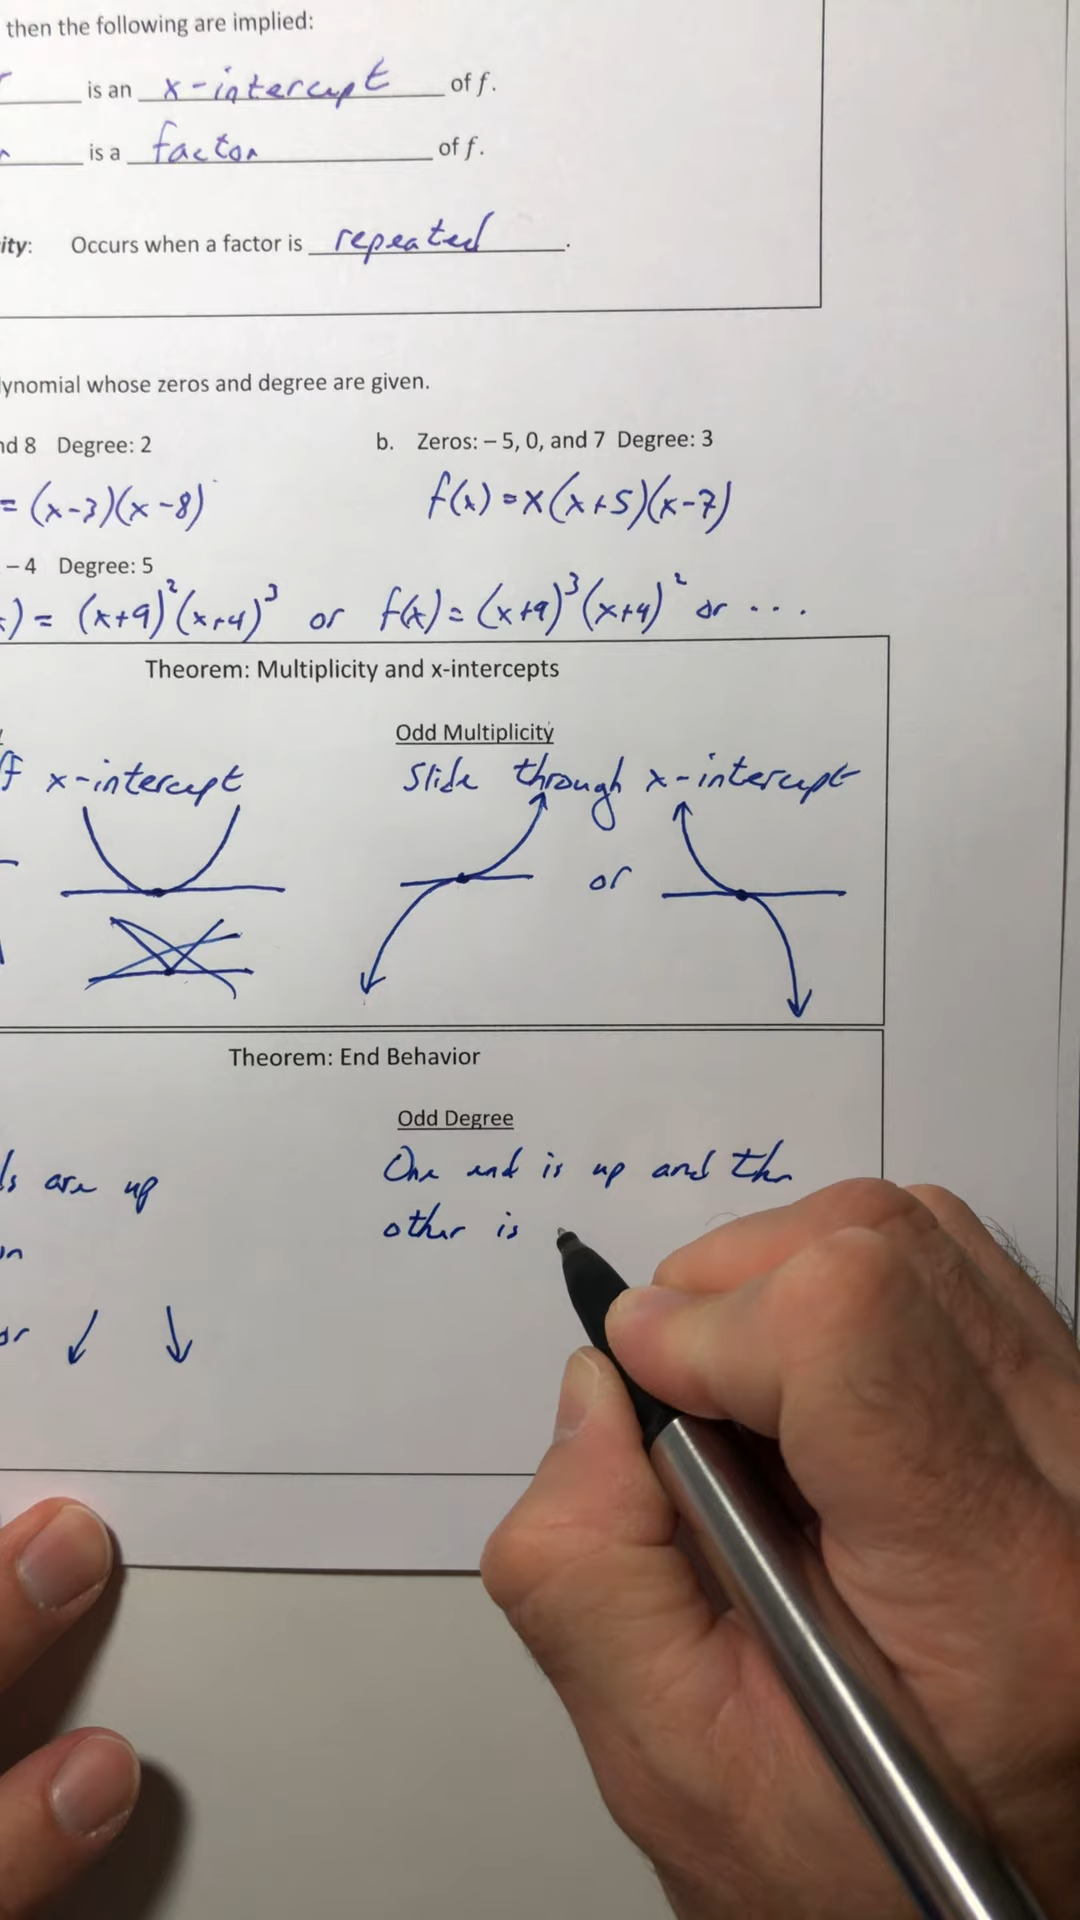 then the following are implied:
is an x-intercept of f.
is a factor of f.
ity: Occurs when a factor is repeated.
lynomial whose zeros and degree are given.
nd 8 Degree: 2 b. Zeros: – 5, 0, and 7 Degree: 3
= (x-3)(x-8) f(x) = x(x+5)(x-7)
– 4 Degree: 5
) = (x+9)²(x+4)³ or f(x) = (x+9)³(x+4)² or ...
Theorem: Multiplicity and x-intercepts
Odd Multiplicity
x-intercept Slide through x-intercept
or
Theorem: End Behavior
Odd Degree
are up One end is up and the
other is
or